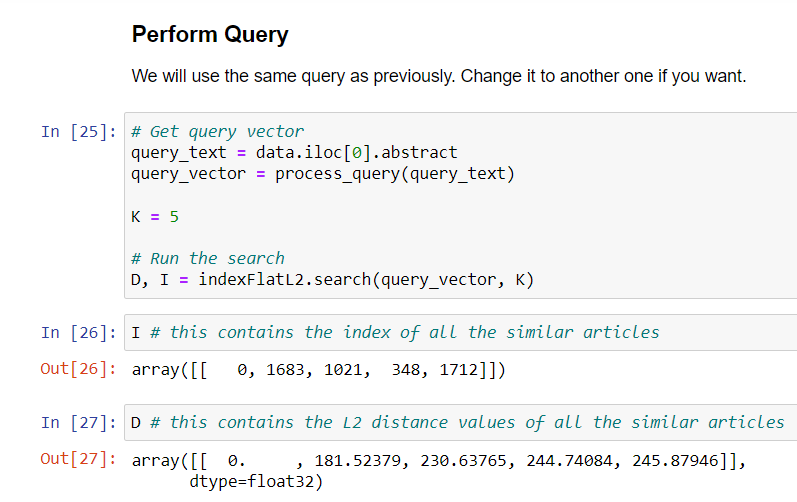 Perform Query
We will use the same query as previously. Change it to another one if you want.
In [25]: # Get query vector
query_text = data.iloc[0].abstract
query_vector = process_query(query_text)
K = 5
# Run the search
D, I = indexFlatL2.search(query_vector, K)
In [26]: I # this contains the index of all the similar articles
Out[26]: array([[   0, 1683, 1021,  348, 1712]])
In [27]: D # this contains the L2 distance values of all the similar articles
Out[27]: array([[  0.     , 181.52379, 230.63765, 244.74084, 245.87946]],
dtype=float32)